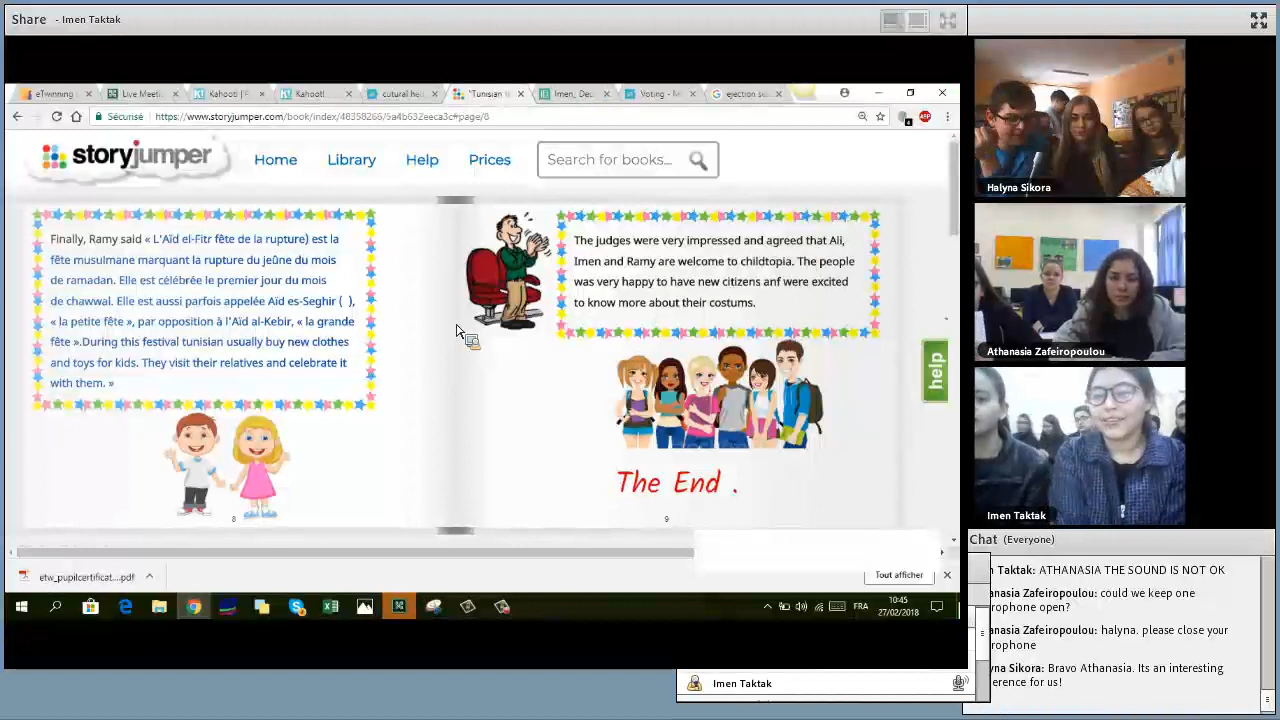 Share - Imen Taktak
eTwinning
Live Meeti
Kahoot! | P
Kahoot!
cutural heri
"Tunisian
Imen, Dec
Voting - M
ejection se
Sécurisé
https://www.storyjumper.com/book/index/48358266/5a4b632eeca3c#page/8
storyjumper
Home
Library
Help
Prices
Search for books...
Finally, Ramy said « L'Aïd el-Fitr fête de la rupture) est la
fête musulmane marquant la rupture du jeûne du mois
de ramadan. Elle est célébrée le premier jour du mois
de chawwal. Elle est aussi parfois appelée Aïd es-Seghir ( ),
« la petite fête », par opposition à l'Aïd al-Kebir, « la grande
fête ».During this festival tunisian usually buy new clothes
and toys for kids. They visit their relatives and celebrate it
with them. »
8
The judges were very impressed and agreed that Ali,
Imen and Ramy are welcome to childtopia. The people
was very happy to have new citizens anf were excited
to know more about their costums.
The End .
9
help
etw_pupilcertificat....pdf
Tout afficher
FRA
10:45
27/02/2018
Halyna Sikora
Athanasia Zafeiropoulou
Imen Taktak
Chat (Everyone)
n Taktak: ATHANASIA THE SOUND IS NOT OK
anasia Zafeiropoulou: could we keep one
rophone open?
anasia Zafeiropoulou: halyna. please close your
rophone
yna Sikora: Bravo Athanasia. Its an interesting
erence for us!
Imen Taktak